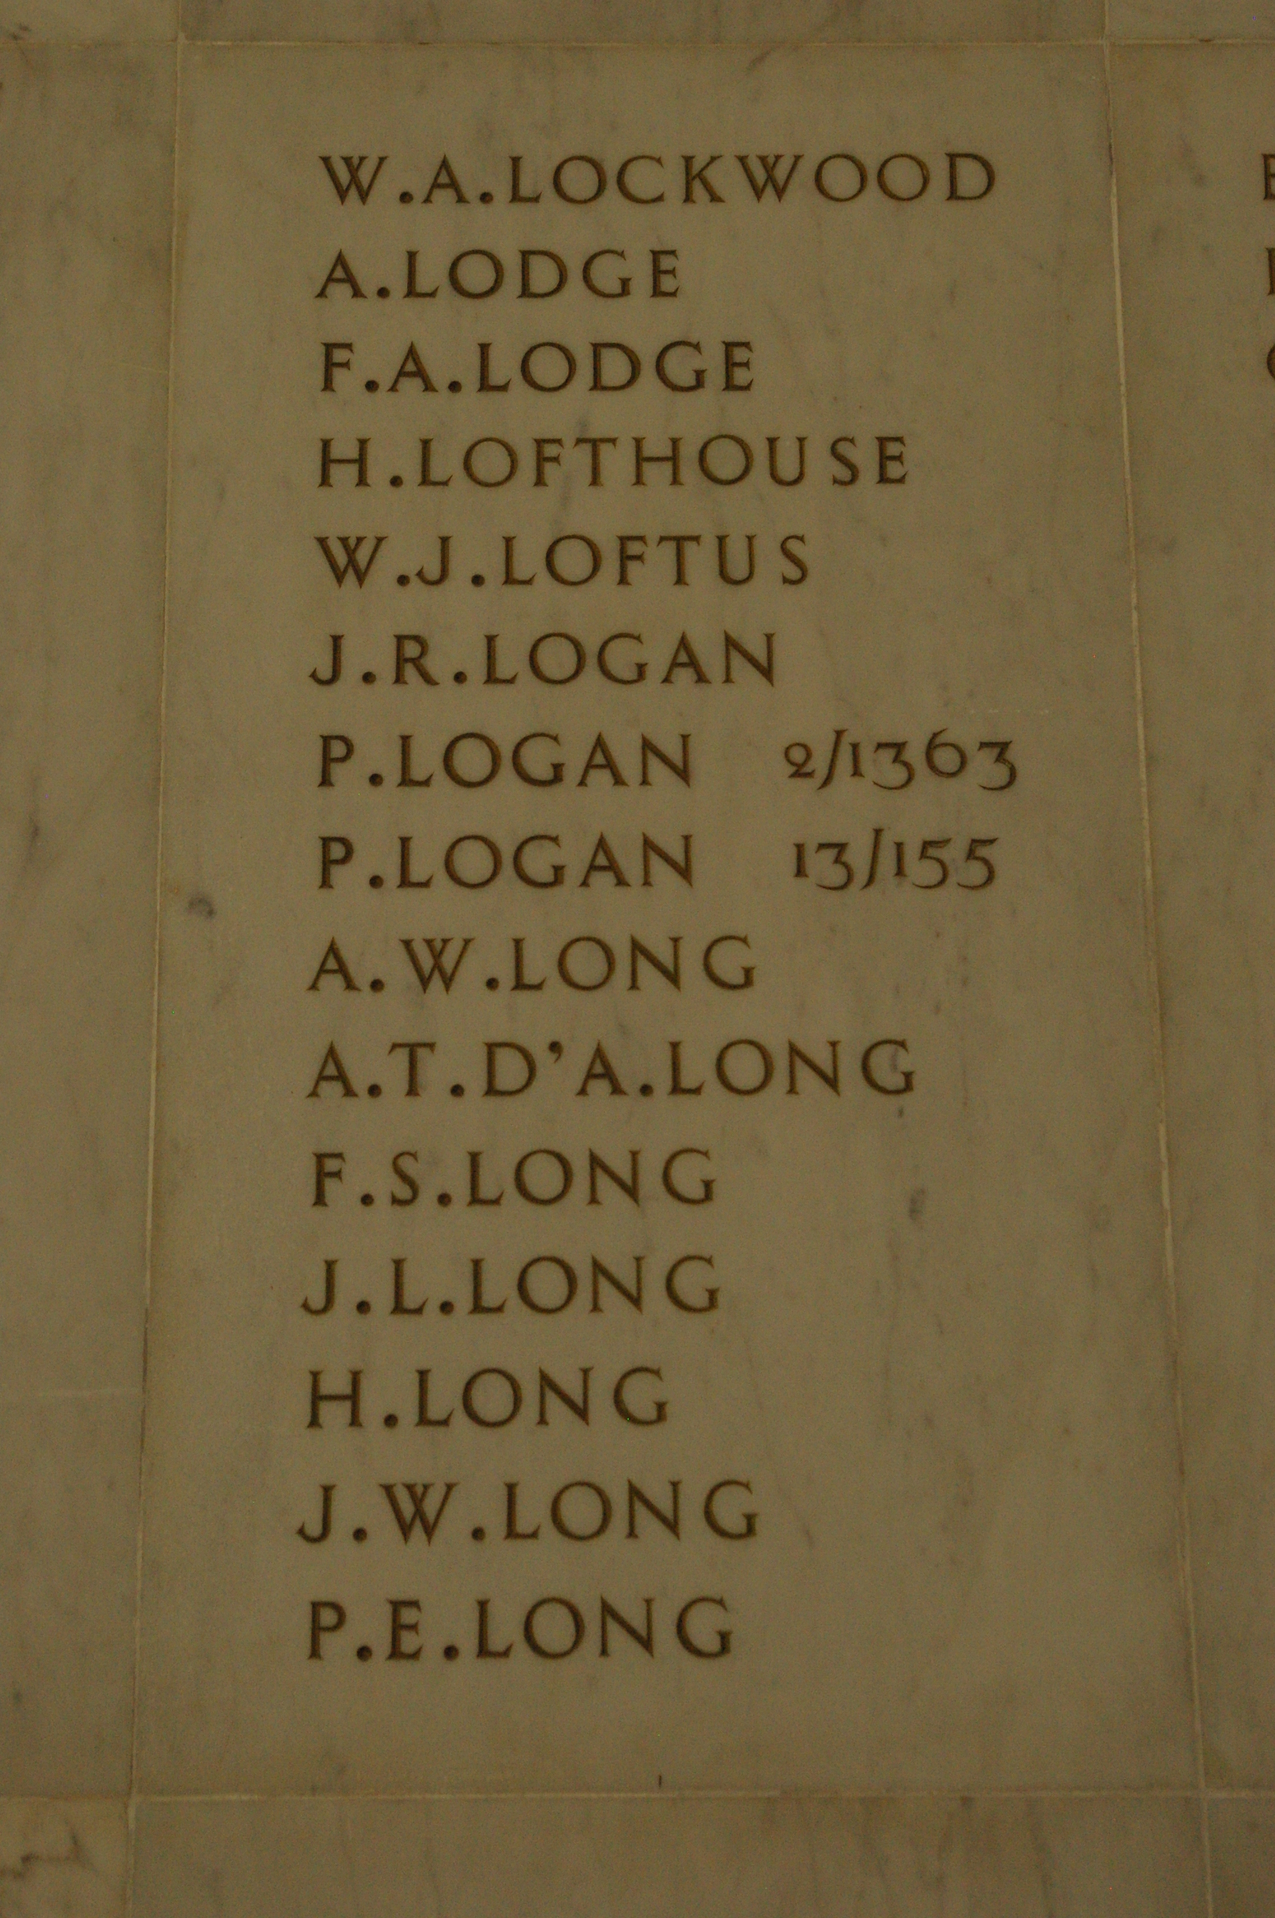 W.A.LOCKWOOD
A.LODGE
F.A.LODGE
H.LOFTHOUSE
W.J.LOFTUS
J.R.LOGAN
P.LOGAN 2/1363
P.LOGAN 13/155
A.W.LONG
A.T.D'A.LONG
F.S.LONG
J.L.LONG
H.LONG
J.W.LONG
P.E.LONG